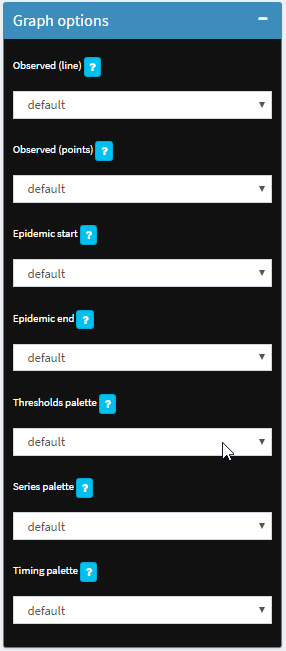 Graph options
Observed (line) ?
default
Observed (points) ?
default
Epidemic start ?
default
Epidemic end ?
default
Thresholds palette ?
default
Series palette ?
default
Timing palette ?
default